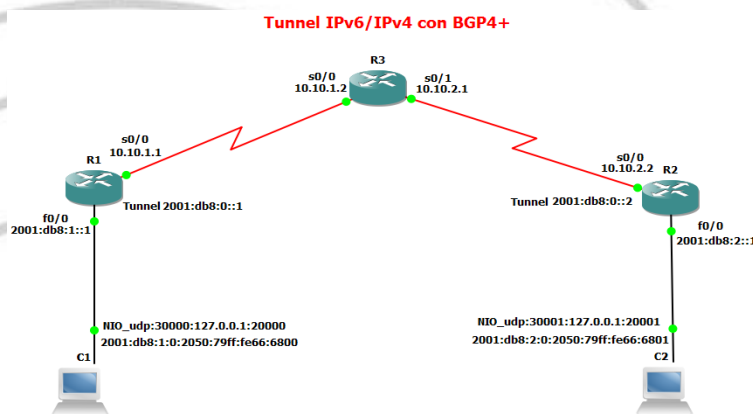 Tunnel IPv6/IPv4 con BGP4+
R3
s0/0
10.10.1.2
s0/1
10.10.2.1
s0/0
10.10.1.1
R1
Tunnel 2001:db8:0::1
f0/0
2001:db8:1::1
s0/0
10.10.2.2
R2
Tunnel 2001:db8:0::2
f0/0
2001:db8:2::1
NIO_udp:30000:127.0.0.1:20000
2001:db8:1:0:2050:79ff:fe66:6800
C1
NIO_udp:30001:127.0.0.1:20001
2001:db8:2:0:2050:79ff:fe66:6801
C2